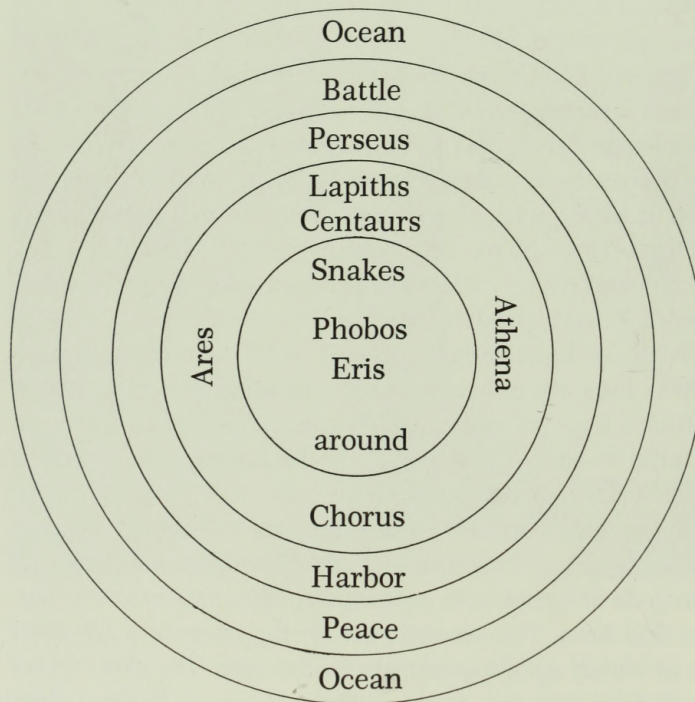 Ocean
Battle
Perseus
Lapiths
Centaurs
Snakes
Ares
Phobos
Eris
Athena
around
Chorus
Harbor
Peace
Ocean